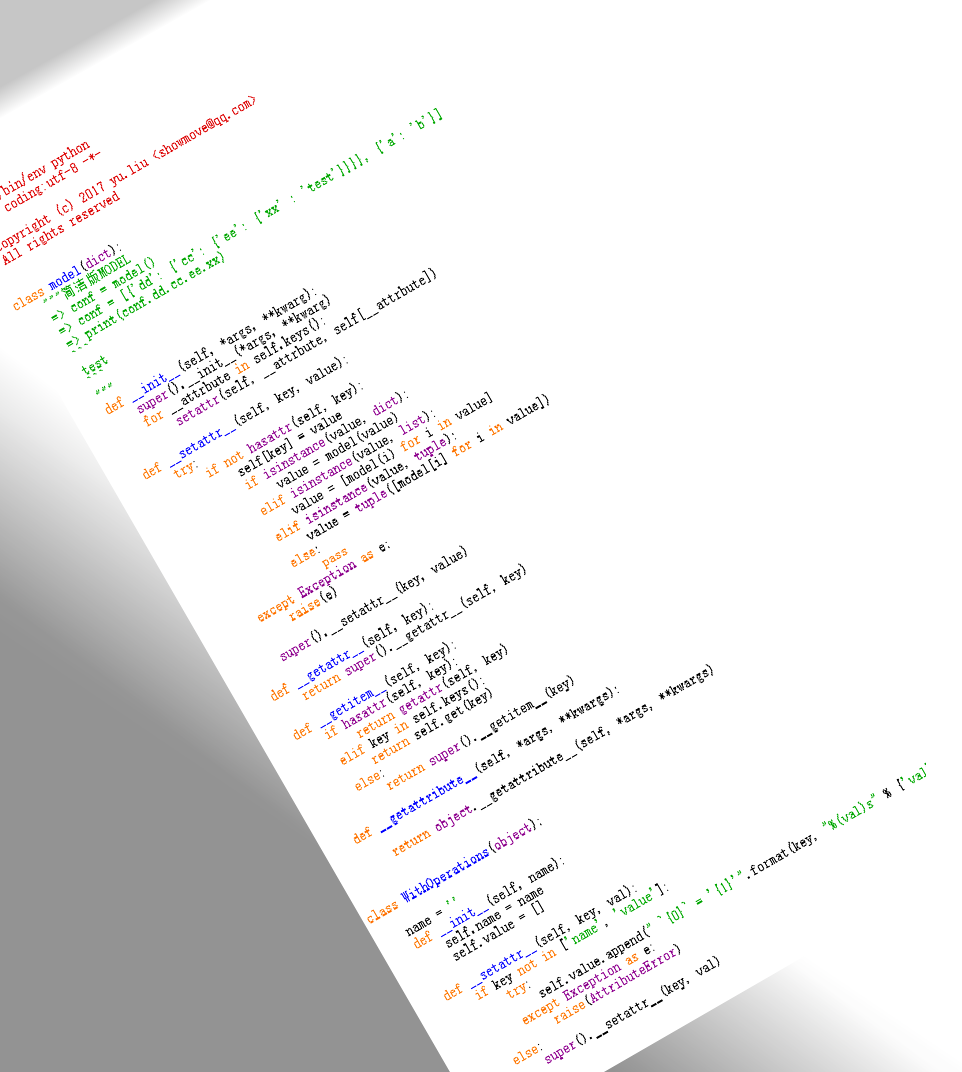 /bin/env python
coding:utf-8 -*-
opyright (c) 2017 yu.liu <showmove@qq.com>
All rights reserved
class model(dict):
"""简洁版MODEL
=> conf = model()
=> conf = [{'dd': {'cc': {'ee': {'xx' : 'test'}}}}, {'a': 'b'}]
=> print(conf.dd.cc.ee.xx)
```
test
```
"""
def __init__(self, *args, **kwarg):
super().__init__(*args, **kwarg)
for __attrbute in self.keys():
setattr(self, __attrbute, self[__attrbute])
def __setattr__(self, key, value):
try:
if not hasattr(self, key):
self[key] = value
if isinstance(value, dict):
value = model(value)
elif isinstance(value, list):
value = [model(i) for i in value]
elif isinstance(value, tuple):
value = tuple([model[i] for i in value])
else:
pass
except Exception as e:
raise(e)
super().__setattr__(key, value)
def __getattr__(self, key):
return super().__getattr__(self, key)
def __getitem__(self, key):
if hasattr(self, key):
return getattr(self, key)
elif key in self.keys():
return self.get(key)
else:
return super().__getitem__(key)
def __getattribute__(self, *args, **kwargs):
return object.__getattribute__(self, *args, **kwargs)
class WithOperations(object):
name = ''
def __init__(self, name):
self.name = name
self.value = []
def __setattr__(self, key, val):
if key not in ['name', 'value']:
try:
self.value.append(" `{0}` = '{1}'".format(key, "%(val)s" % {'val'
except Exception as e:
raise(AttributeError)
else:
super().__setattr__(key, val)